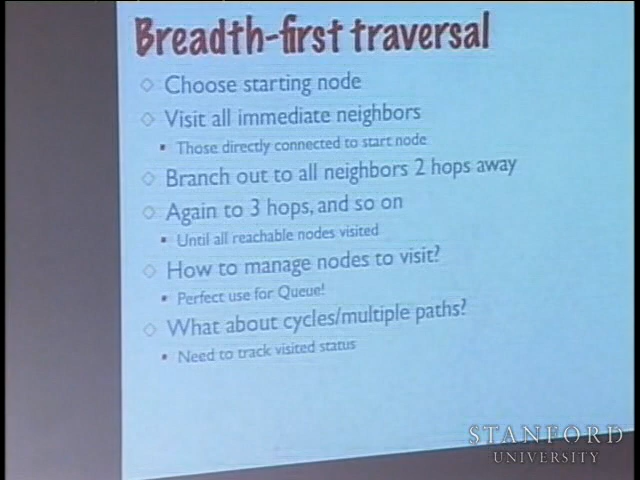 Breadth-first traversal
Choose starting node
Visit all immediate neighbors
Those directly connected to start node
Branch out to all neighbors 2 hops away
Again to 3 hops, and so on
Until all reachable nodes visited
How to manage nodes to visit?
Perfect use for Queue!
What about cycles/multiple paths?
Need to track visited status
STANFORD
UNIVERSITY